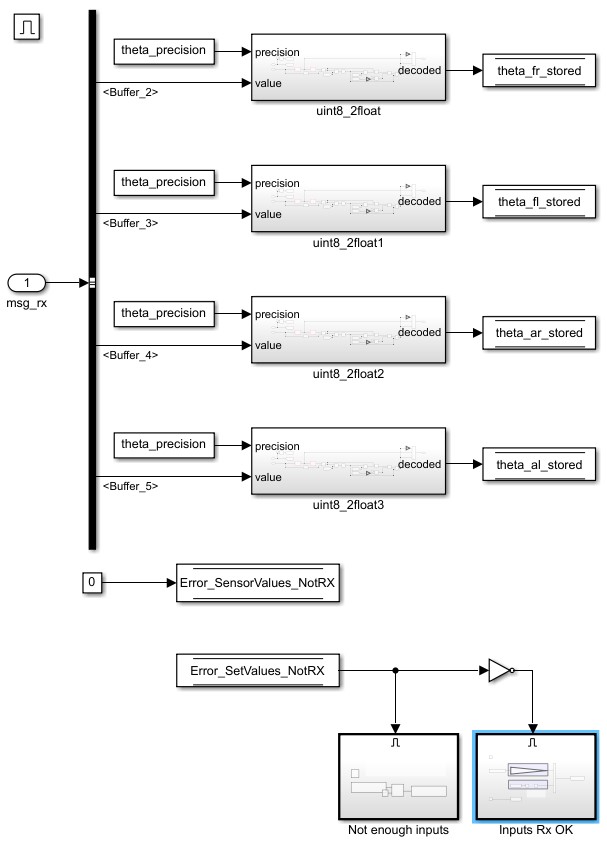 theta_precision
precision
value
decoded
<Buffer_2>
uint8_2float
theta_fr_stored
theta_precision
precision
value
decoded
<Buffer_3>
uint8_2float1
theta_fl_stored
1
msg_rx
theta_precision
precision
value
decoded
<Buffer_4>
uint8_2float2
theta_ar_stored
theta_precision
precision
value
decoded
<Buffer_5>
uint8_2float3
theta_al_stored
0
Error_SensorValues_NotRX
Error_SetValues_NotRX
Not enough inputs
Inputs Rx OK